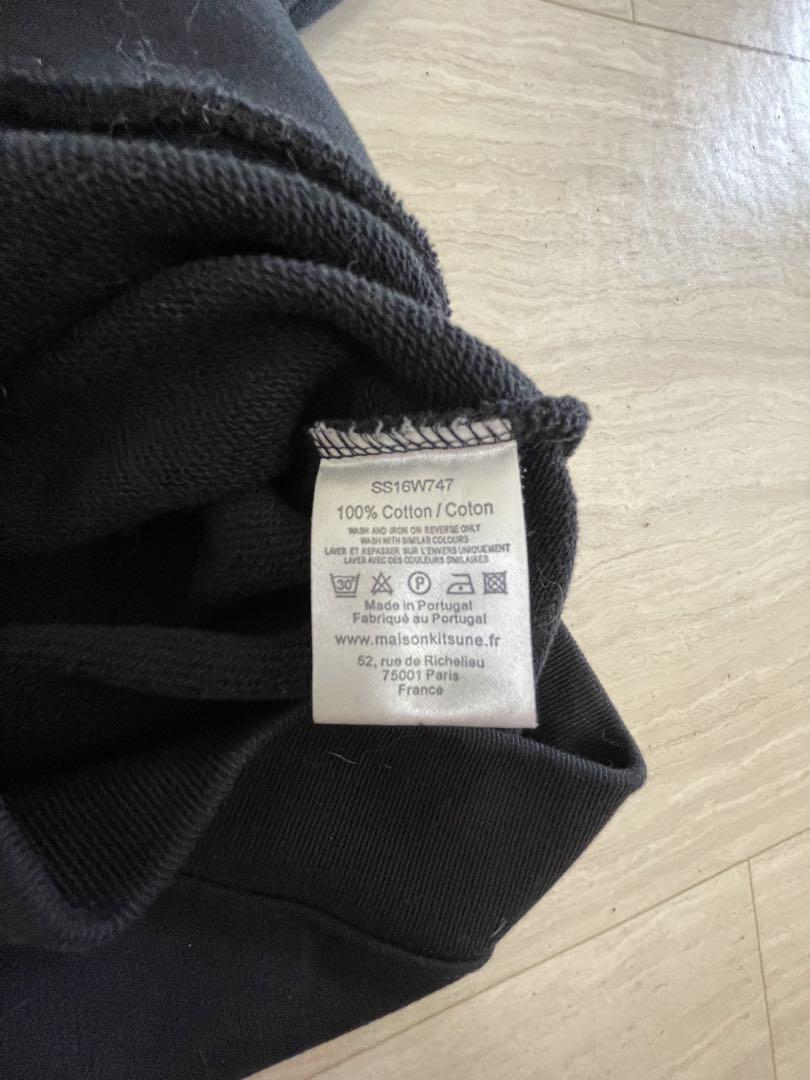 SS16W747
100% Cotton / Coton
WASH AND IRON ON REVERSE ONLY
WASH WITH SIMILAR COLOURS
LAVER ET REPASSER SUR L'ENVERS UNIQUEMENT
LAVER AVEC DES COULEURS SIMILAIRES
30° P
Made in Portugal
Fabriqué au Portugal
www.maisonkitsune.fr
52, rue de Richelieu
75001 Paris
France